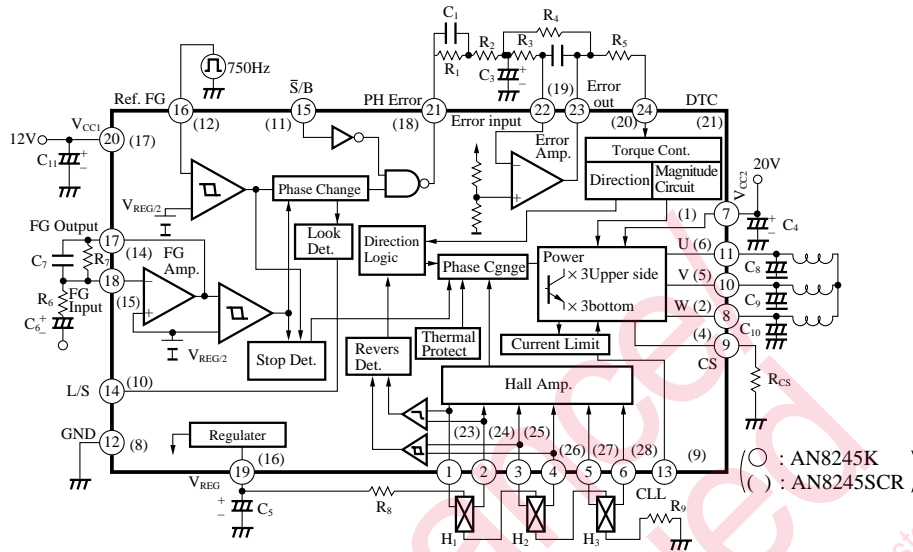 C1
R4
R2
R3
R5
R1
C3
750Hz
(19)
Ref. FG
S̅/B
PH Error
Error input
Error out
DTC
16
15
21
22
23
24
(12)
(11)
(18)
(20)
(21)
12V
VCC1
20
(17)
C11
Error Amp.
Torque Cont.
Direction
Magnitude Circuit
VCC2
20V
7
(1)
C4
Phase Change
VREG/2
Look Det.
Direction Logic
Phase Cgnge
Power
× 3Upper side
× 3bottom
FG Output
17
(14)
C7
R7
FG Amp.
18
(15)
FG Input
R6
C6
VREG/2
Stop Det.
Revers Det.
Thermal Protect
Current Limit
U (6)
11
C8
V (5)
10
C9
W (2)
8
C10
(4)
9
CS
RCS
L/S
14
(10)
Hall Amp.
GND
12
(8)
Regulater
(16)
(23)
(24)
(25)
(26)
(27)
(28)
(9)
19
VREG
1
2
3
4
5
6
13
CLL
C5
R8
H1
H2
H3
R9
○ : AN8245K
( ) : AN8245SCR